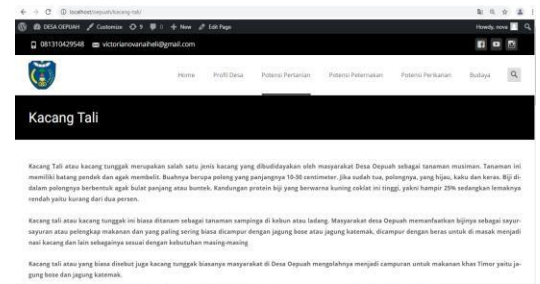 localhost/oepuah/kacang-tali/
DESA OEPUAH Customize 5 0 New Edit Page Howdy, nova
081310429548 victorianovanaiheli@gmail.com
Home Profil Desa Potensi Pertanian Potensi Peternakan Potensi Perikanan Budaya
Kacang Tali
Kacang Tali atau kacang tunggak merupakan salah satu jenis kacang yang dibudidayakan oleh masyarakat Desa Oepuah sebagai tanaman musiman. Tanaman ini
memiliki batang pendek dan agak membelit. Buahnya berupa polong yang panjangnya 10-30 centimeter. jika sudah tua, polongnya, yang hijau, kaku dan keras. Biji di-
dalam polongnya berbentuk agak bulat panjang atau buntek. Kandungan protein biji yang berwarna kuning coklat ini tinggi, yakni hampir 25% sedangkan lemaknya
rendah yaitu kurang dari dua persen.
Kacang tali atau kacang tunggak ini biasa ditanam sebagai tanaman sampinga di kebun atau ladang. Masyarakat desa Oepuah memanfaatkan bijinya sebagai sayur-
sayuran atau pelengkap makanan dan yang paling sering biasa dicampur dengan jagung bose atau jagung katemak, dicampur dengan beras untuk di masak menjadi
nasi kacang dan lain sebagainya sesuai dengan kebutuhan masing-masing
Kacang tali atau yang biasa disebut juga kacang tunggak biasanya masyarakat di Desa Oepuah mengolahnya menjadi campuran untuk makanan khas Timor yaitu ja-
gung bose dan jagung katemak.